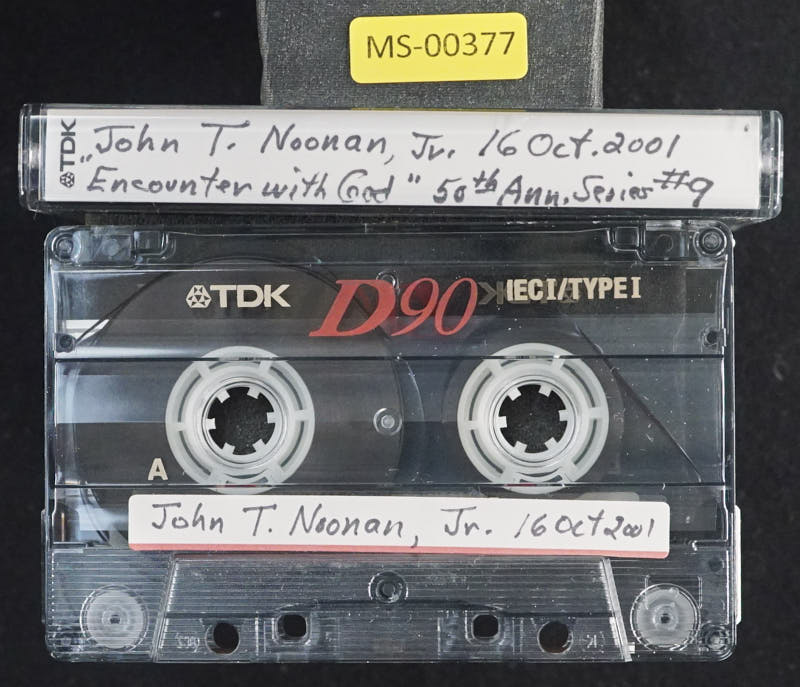 MS-00377
TDK John T. Noonan, Jr. 16 Oct. 2001
"Encounter with God" 50th Ann. Series #9
TDK D90 IECI/TYPE I
A
John T. Noonan, Jr. 16 Oct 2001